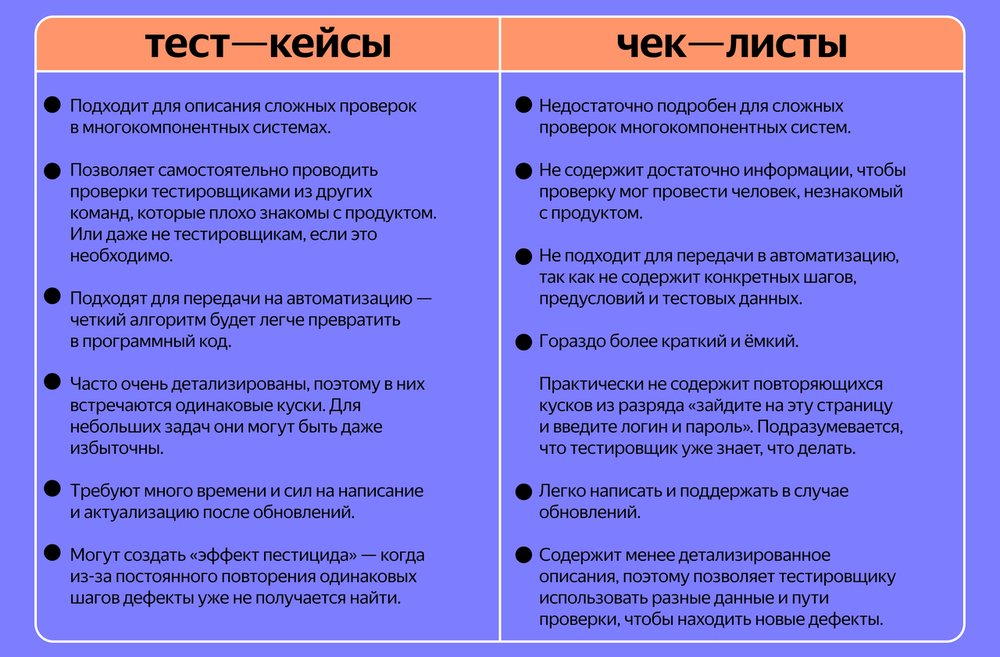 тест—кейсы
Подходит для описания сложных проверок
в многокомпонентных системах.
Позволяет самостоятельно проводить
проверки тестировщиками из других
команд, которые плохо знакомы с продуктом.
Или даже не тестировщикам, если это
необходимо.
Подходят для передачи на автоматизацию —
четкий алгоритм будет легче превратить
в программный код.
Часто очень детализированы, поэтому в них
встречаются одинаковые куски. Для
небольших задач они могут быть даже
избыточны.
Требуют много времени и сил на написание
и актуализацию после обновлений.
Могут создать «эффект пестицида» — когда
из-за постоянного повторения одинаковых
шагов дефекты уже не получается найти.
чек—листы
Недостаточно подробен для сложных
проверок многокомпонентных систем.
Не содержит достаточно информации, чтобы
проверку мог провести человек, незнакомый
с продуктом.
Не подходит для передачи в автоматизацию,
так как не содержит конкретных шагов,
предусловий и тестовых данных.
Гораздо более краткий и ёмкий.
Практически не содержит повторяющихся
кусков из разряда «зайдите на эту страницу
и введите логин и пароль». Подразумевается,
что тестировщик уже знает, что делать.
Легко написать и поддержать в случае
обновлений.
Содержит менее детализированное
описания, поэтому позволяет тестировщику
использовать разные данные и пути
проверки, чтобы находить новые дефекты.